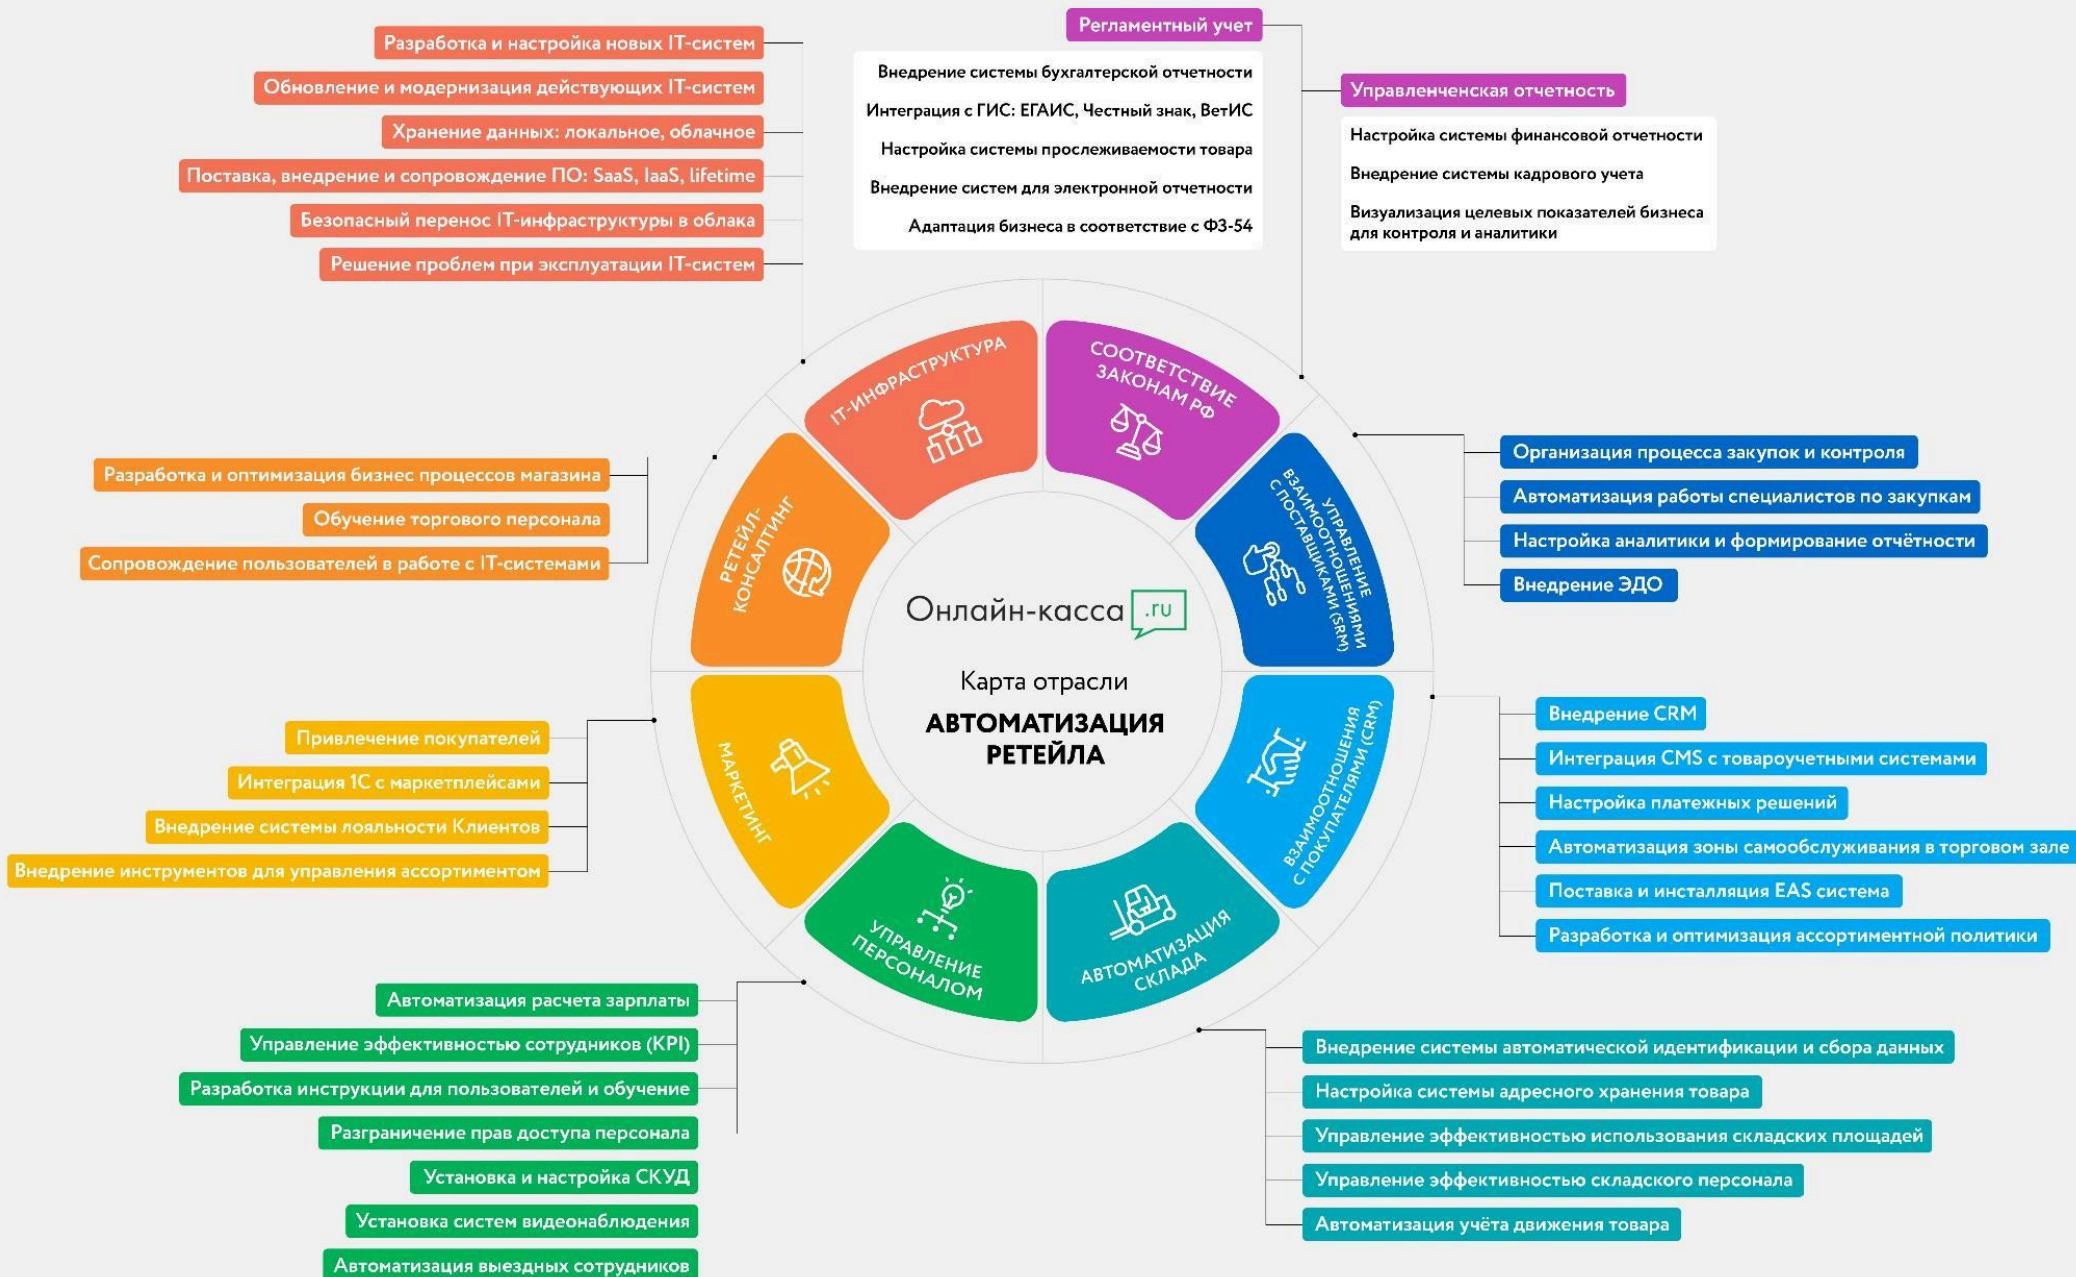 Разработка и настройка новых IT-систем
Обновление и модернизация действующих IT-систем
Хранение данных: локальное, облачное
Поставка, внедрение и сопровождение ПО: SaaS, IaaS, lifetime
Безопасный перенос IT-инфраструктуры в облака
Решение проблем при эксплуатации IT-систем
Регламентный учет
Внедрение системы бухгалтерской отчетности
Интеграция с ГИС: ЕГАИС, Честный знак, ВетИС
Настройка системы прослеживаемости товара
Внедрение систем для электронной отчетности
Адаптация бизнеса в соответствие с ФЗ-54
Управленческая отчетность
Настройка системы финансовой отчетности
Внедрение системы кадрового учета
Визуализация целевых показателей бизнеса
для контроля и аналитики
IT-ИНФРАСТРУКТУРА
СООТВЕТСТВИЕ
ЗАКОНАМ РФ
Разработка и оптимизация бизнес процессов магазина
Обучение торгового персонала
Сопровождение пользователей в работе с IT-системами
РЕТЕЙЛ-
КОНСАЛТИНГ
УПРАВЛЕНИЕ
ВЗАИМООТНОШЕНИЯМИ
С ПОСТАВЩИКАМИ (SRM)
Организация процесса закупок и контроля
Автоматизация работы специалистов по закупкам
Настройка аналитики и формирование отчётности
Внедрение ЭДО
Онлайн-касса .ru
Карта отрасли
АВТОМАТИЗАЦИЯ
РЕТЕЙЛА
Привлечение покупателей
Интеграция 1С с маркетплейсами
Внедрение системы лояльности Клиентов
Внедрение инструментов для управления ассортиментом
МАРКЕТИНГ
ВЗАИМООТНОШЕНИЯ
С ПОКУПАТЕЛЯМИ (CRM)
Внедрение CRM
Интеграция CMS с товароучетными системами
Настройка платежных решений
Автоматизация зоны самообслуживания в торговом зале
Поставка и инсталляция EAS система
Разработка и оптимизация ассортиментной политики
УПРАВЛЕНИЕ
ПЕРСОНАЛОМ
АВТОМАТИЗАЦИЯ
СКЛАДА
Автоматизация расчета зарплаты
Управление эффективностью сотрудников (KPI)
Разработка инструкции для пользователей и обучение
Разграничение прав доступа персонала
Установка и настройка СКУД
Установка систем видеонаблюдения
Автоматизация выездных сотрудников
Внедрение системы автоматической идентификации и сбора данных
Настройка системы адресного хранения товара
Управление эффективностью использования складских площадей
Управление эффективностью складского персонала
Автоматизация учёта движения товара